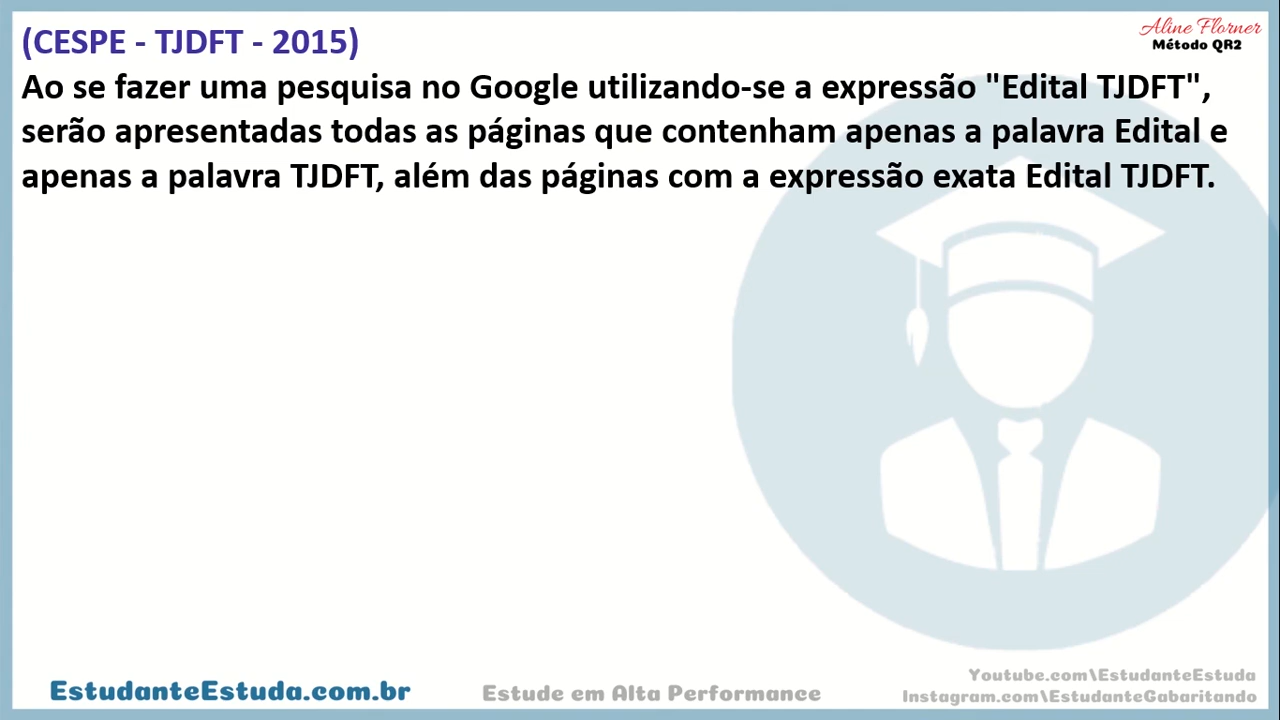 (CESPE - TJDFT - 2015)
Aline Florner
Método QR2
Ao se fazer uma pesquisa no Google utilizando-se a expressão "Edital TJDFT",
serão apresentadas todas as páginas que contenham apenas a palavra Edital e
apenas a palavra TJDFT, além das páginas com a expressão exata Edital TJDFT.
EstudanteEstuda.com.br
Estude em Alta Performance
Youtube.com\EstudanteEstuda
Instagram.com\EstudanteGabaritando